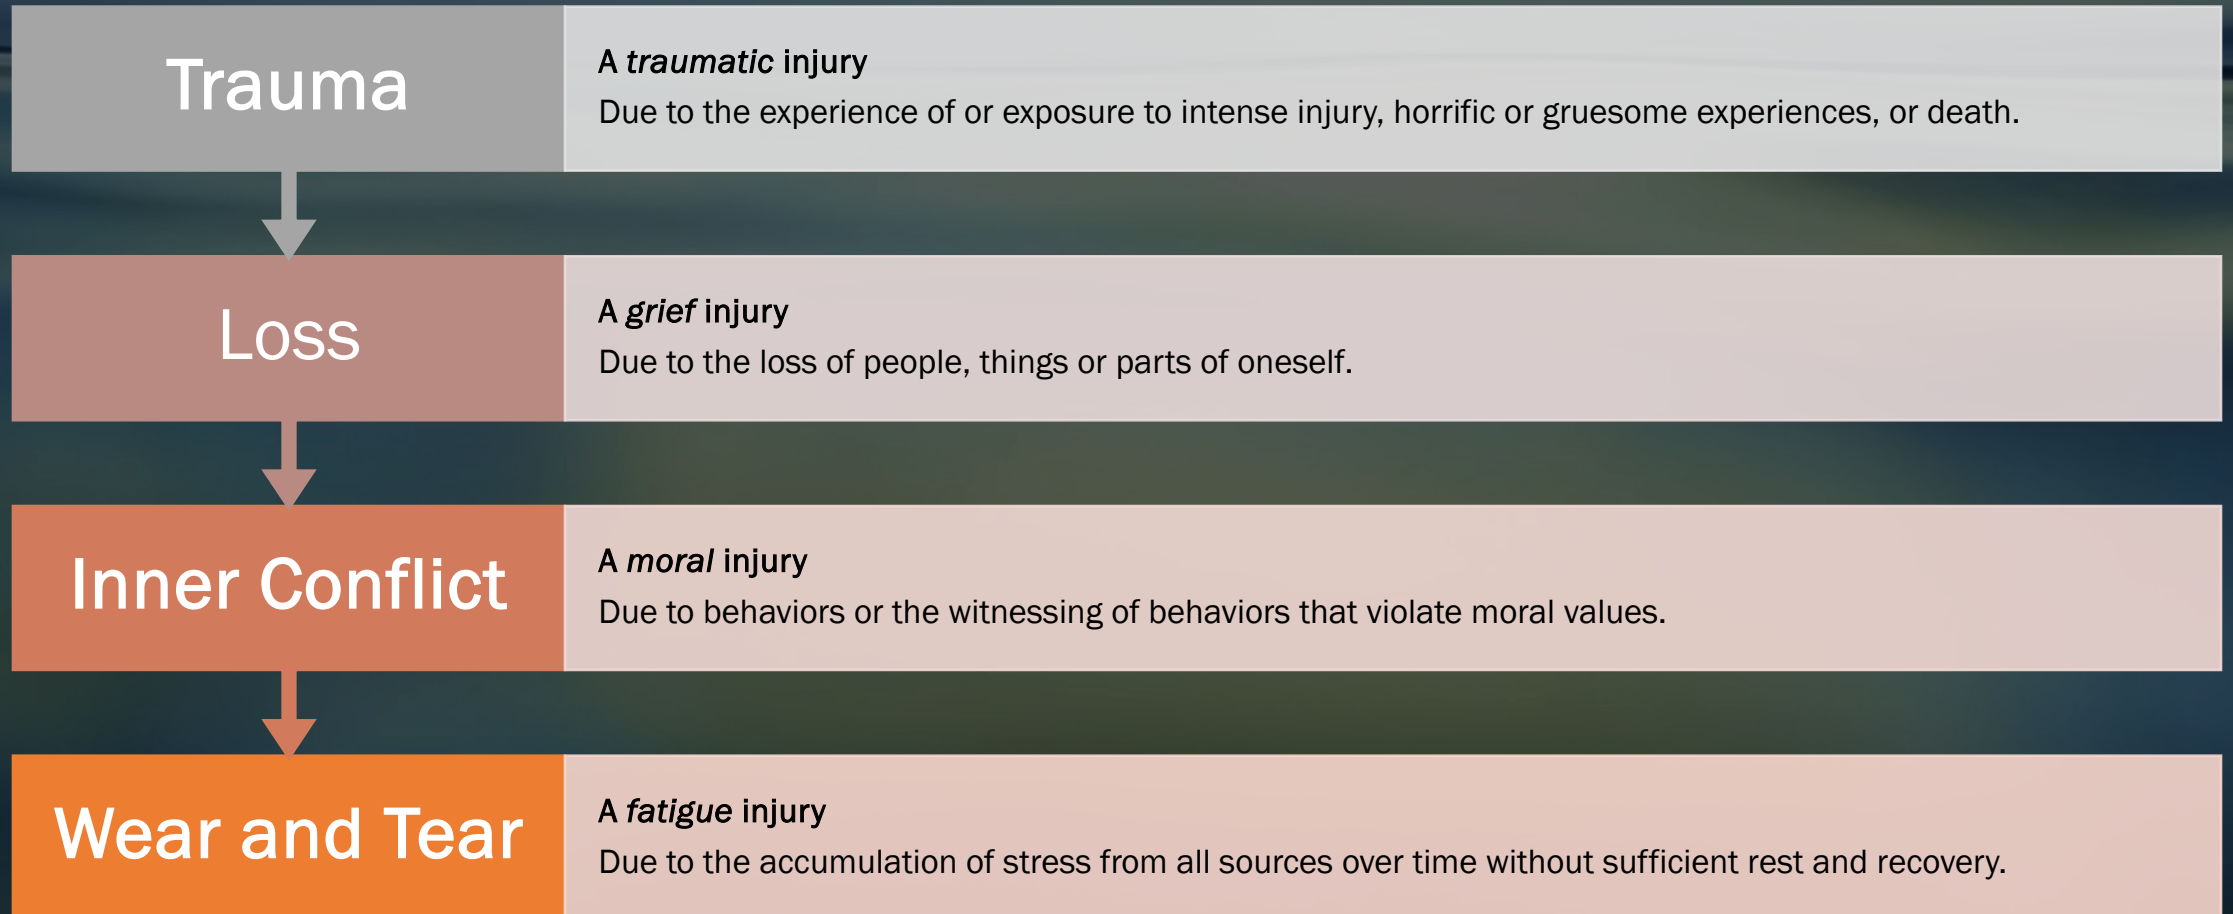 Trauma
A traumatic injury
Due to the experience of or exposure to intense injury, horrific or gruesome experiences, or death.
Loss
A grief injury
Due to the loss of people, things or parts of oneself.
Inner Conflict
A moral injury
Due to behaviors or the witnessing of behaviors that violate moral values.
Wear and Tear
A fatigue injury
Due to the accumulation of stress from all sources over time without sufficient rest and recovery.